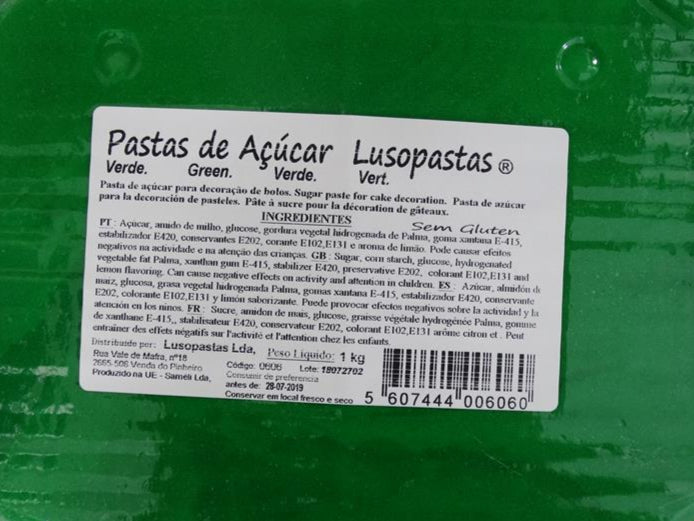 Pastas de Açúcar Lusopastas ®
Verde. Green. Verde. Vert.
Pasta de açúcar para decoração de bolos. Sugar paste for cake decoration. Pasta de azúcar
para la decoración de pasteles. Pâte à sucre pour la décoration de gâteaux.
INGREDIENTES
Sem Gluten
PT : Açúcar, amido de milho, glucose, gordura vegetal hidrogenada de Palma, goma xantana E-415,
estabilizador E420, conservantes E202, corante E102,E131 e aroma de limão. Pode causar efeitos
negativos na actividade e na atenção das crianças. GB : Sugar, corn starch, glucose, hydrogenated
vegetable fat Palma, xanthan gum E-415, stabilizer E420, preservative E202, colorant E102,E131 and
lemon flavoring. Can cause negative effects on activity and attention in children. ES : Azúcar, almidón de
maiz, glucosa, grasa vegetal hidrogenada Palma, gomas xantana E-415, estabilizador E420, conservante
E202, colorante E102,E131 y limón saborizante. Puede provocar efectos negativos sobre la actividad y la
atención en los ninos. FR : Sucre, amidon de mais, glucose, graisse végétale hydrogénée Palma, gomme
de xanthane E-415,, stabilisateur E420, conservateur E202, colorant E102,E131 arôme citron et . Peut
entraîner des effets négatifs sur l'activité et l'attention chez les enfants.
Distribuido por: Lusopastas Lda, Peso Liquido: 1 kg
Rua Vale de Mafra, nº18
2665-506 Venda do Pinheiro
Produzido na UE - Saméli Lda,
Código: 0606 Lote: 18072702
Consumir de preferencia
antes de: 28-07-2019
Conservar em local fresco e seco
5 607444 006060